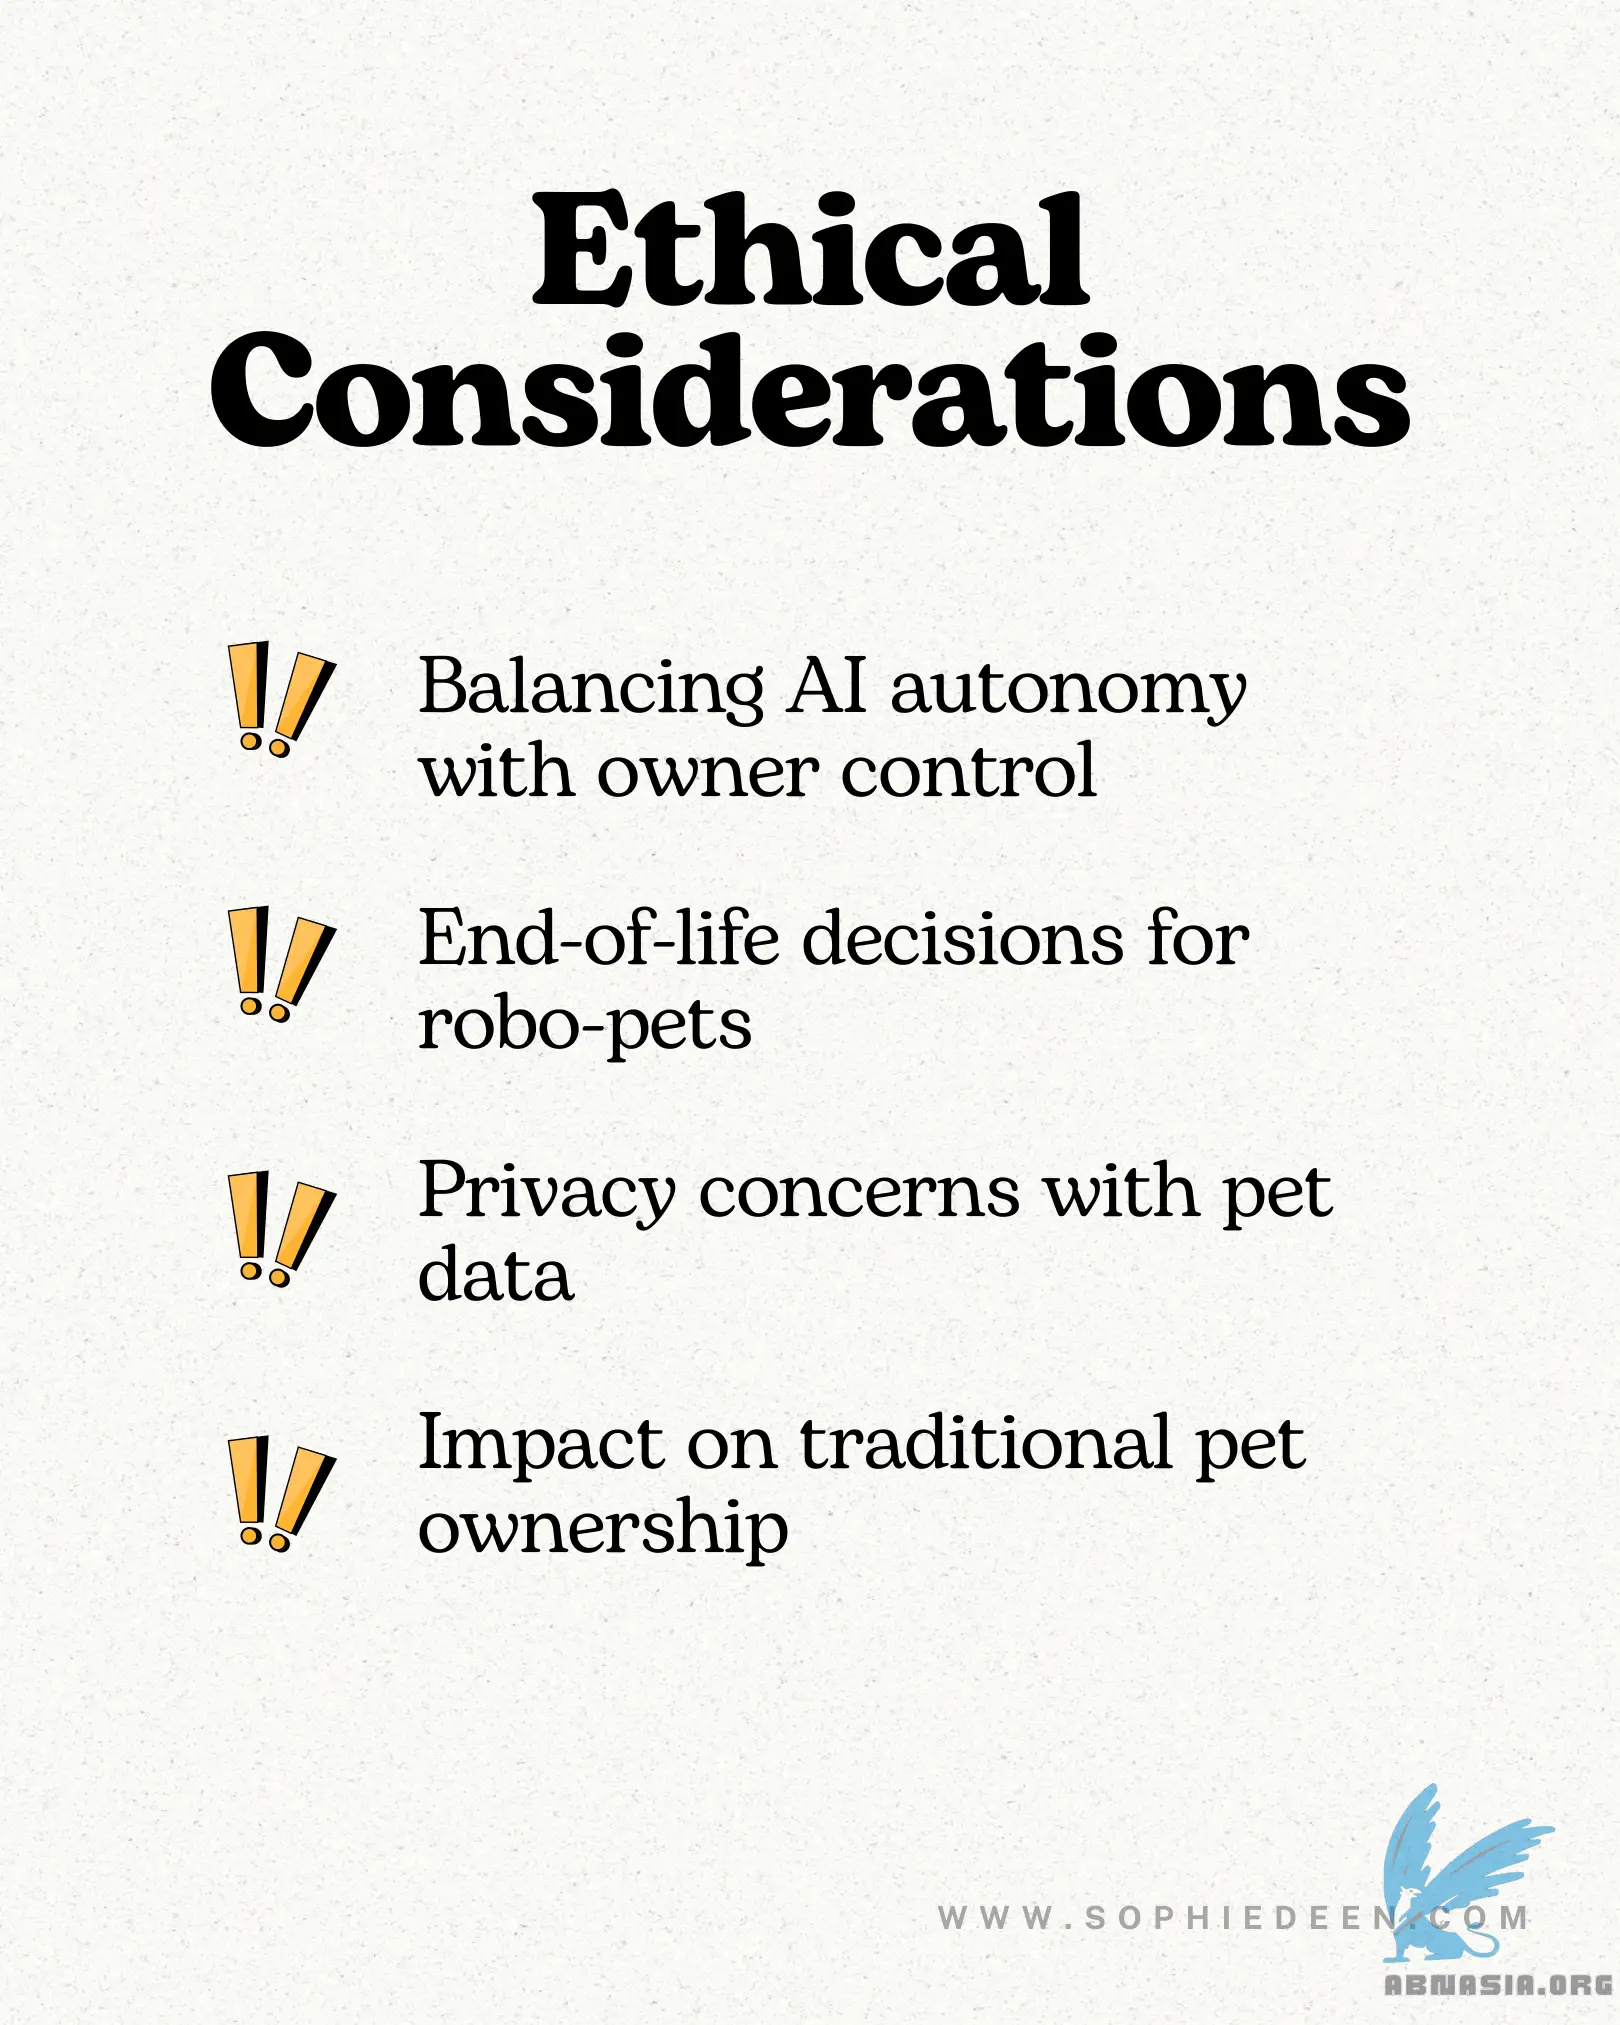 Ethical
Considerations
Balancing AI autonomy
with owner control
End-of-life decisions for
robo-pets
Privacy concerns with pet
data
Impact on traditional pet
ownership
WWW.SOPHIEDEEN.COM
ABNASIA.ORG